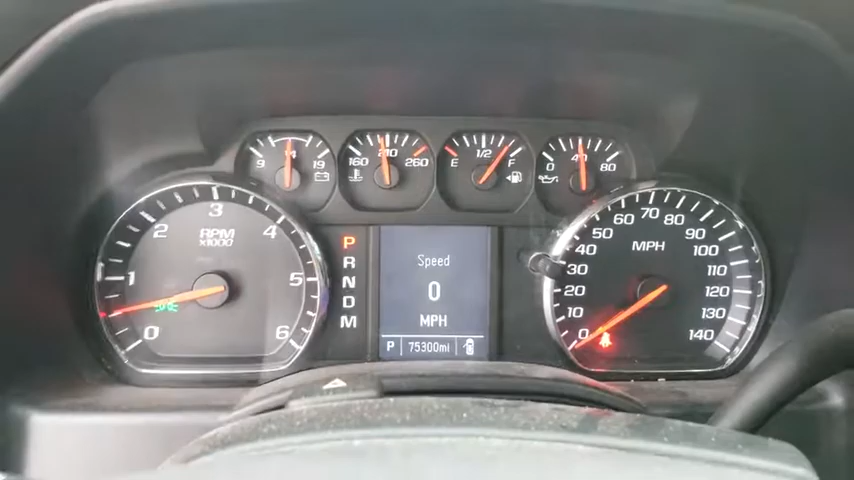 9 14 19
160 210 260
E 1/2 F
0 40 80
RPM
X1000
0 1 2 3 4 5 6
P
R
N
D
M
Speed
0
MPH
P 75300mi
MPH
0 10 20 30 40 50 60 70 80 90 100 110 120 130 140